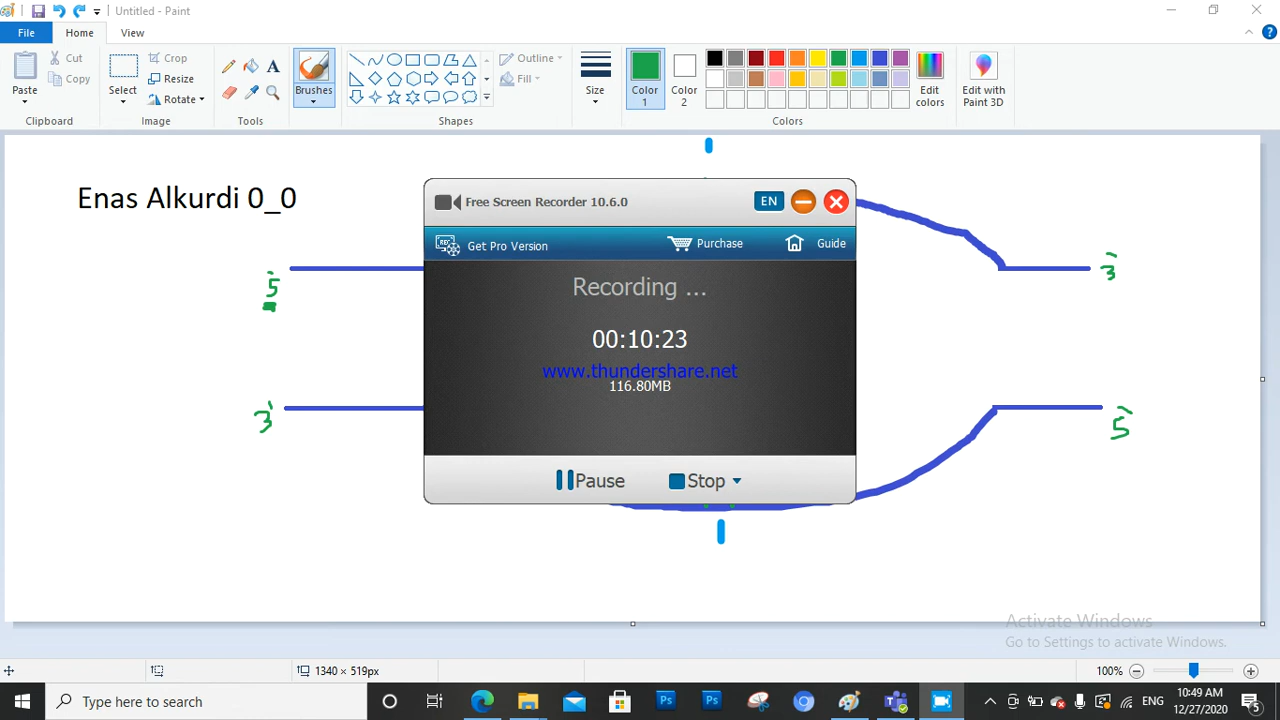 Untitled - Paint
File Home View
Paste
Cut
Copy
Clipboard
Select
Crop
Resize
Rotate
Image
A
Tools
Brushes
Outline
Fill
Shapes
Size
Color 1
Color 2
Edit colors
Edit with Paint 3D
Colors
Enas Alkurdi 0_0
5
3
3
5
Free Screen Recorder 10.6.0
EN
Get Pro Version
Purchase
Guide
Recording ...
00:10:23
www.thundershare.net
116.80MB
Pause
Stop
Activate Windows
Go to Settings to activate Windows.
1340 × 519px
100%
Type here to search
Ps
Ps
ENG
10:49 AM
12/27/2020
5